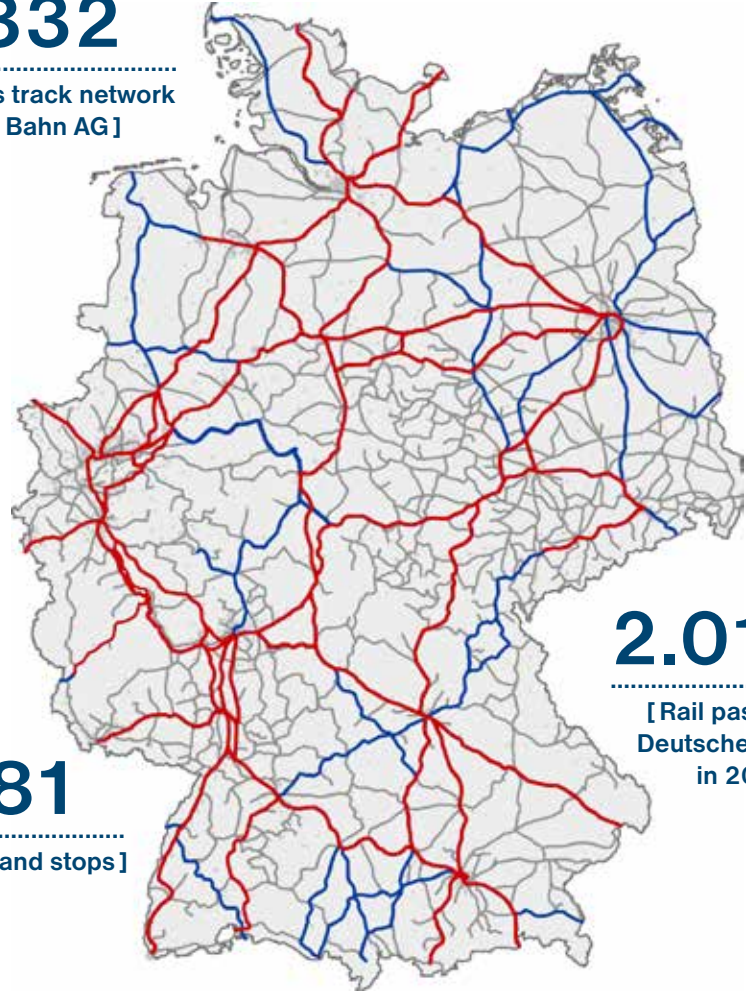 332
s track network
Bahn AG]
2.01
[Rail pas
Deutsche
in 20
81
and stops]